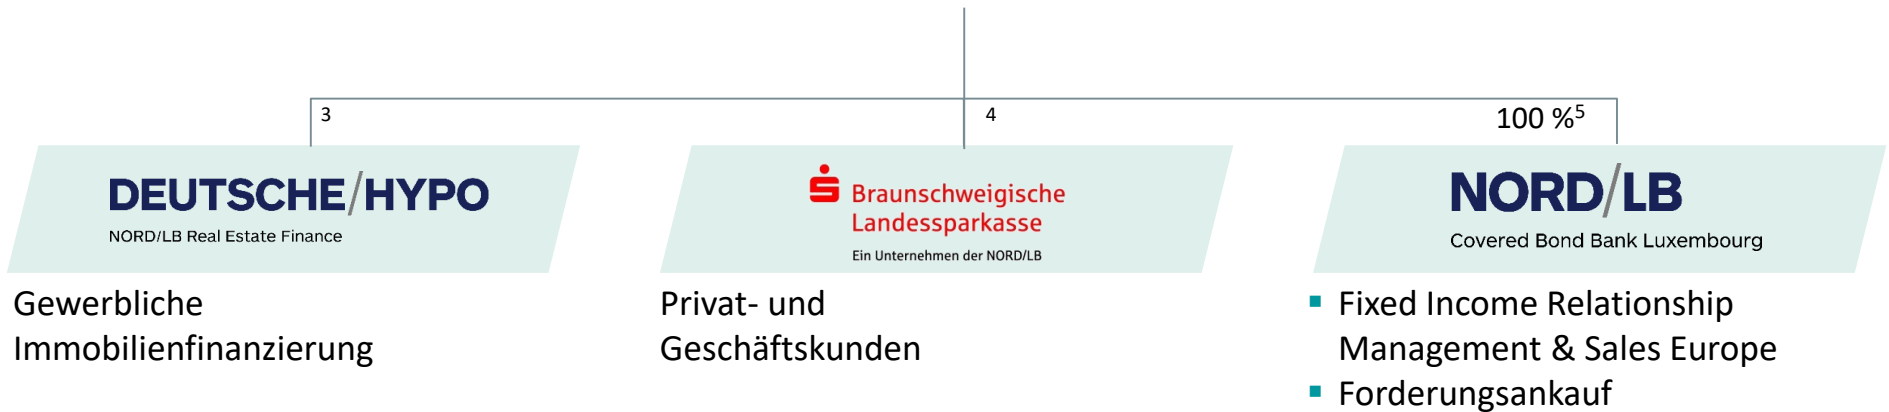 3
4
100 %5
DEUTSCHE/HYPO
NORD/LB Real Estate Finance
Braunschweigische
Landessparkasse
Ein Unternehmen der NORD/LB
NORD/LB
Covered Bond Bank Luxembourg
Gewerbliche
Immobilienfinanzierung
Privat- und
Geschäftskunden
▪ Fixed Income Relationship
Management & Sales Europe
▪ Forderungsankauf